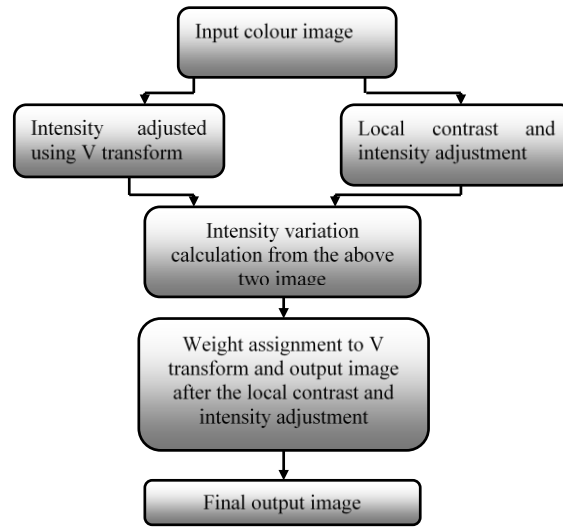 Input colour image
Intensity adjusted
using V transform
Local contrast and
intensity adjustment
Intensity variation
calculation from the above
two image
Weight assignment to V
transform and output image
after the local contrast and
intensity adjustment
Final output image